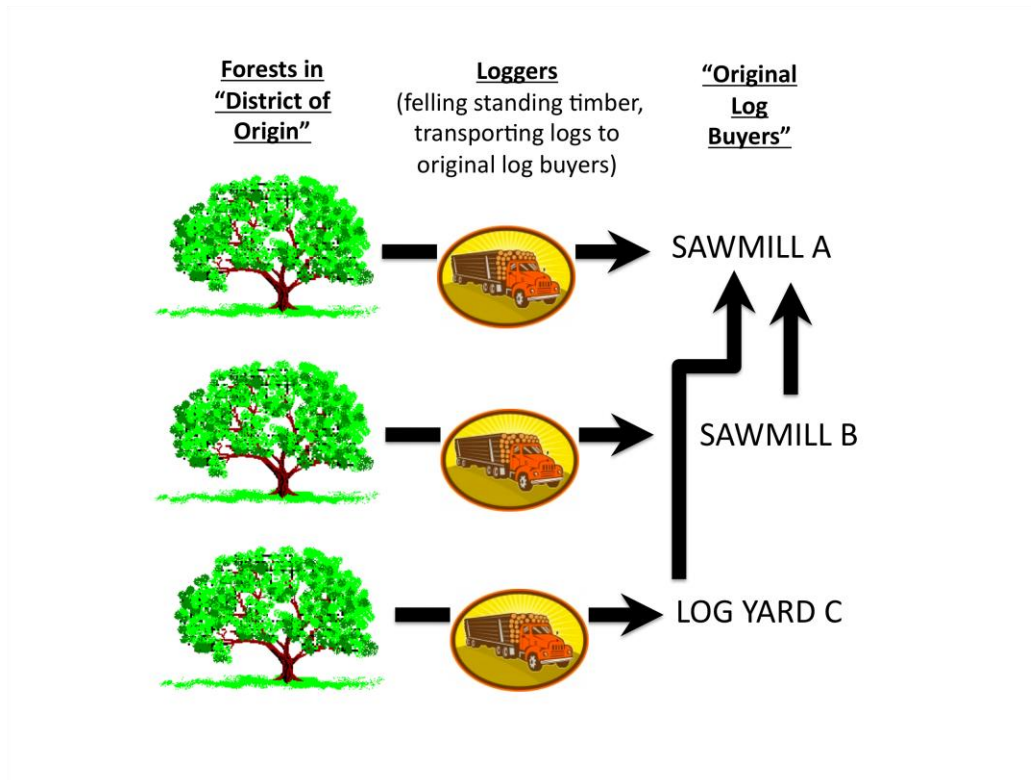 Forests in
“District of
Origin”
Loggers
(felling standing timber,
transporting logs to
original log buyers)
“Original
Log
Buyers”
SAWMILL A
SAWMILL B
LOG YARD C